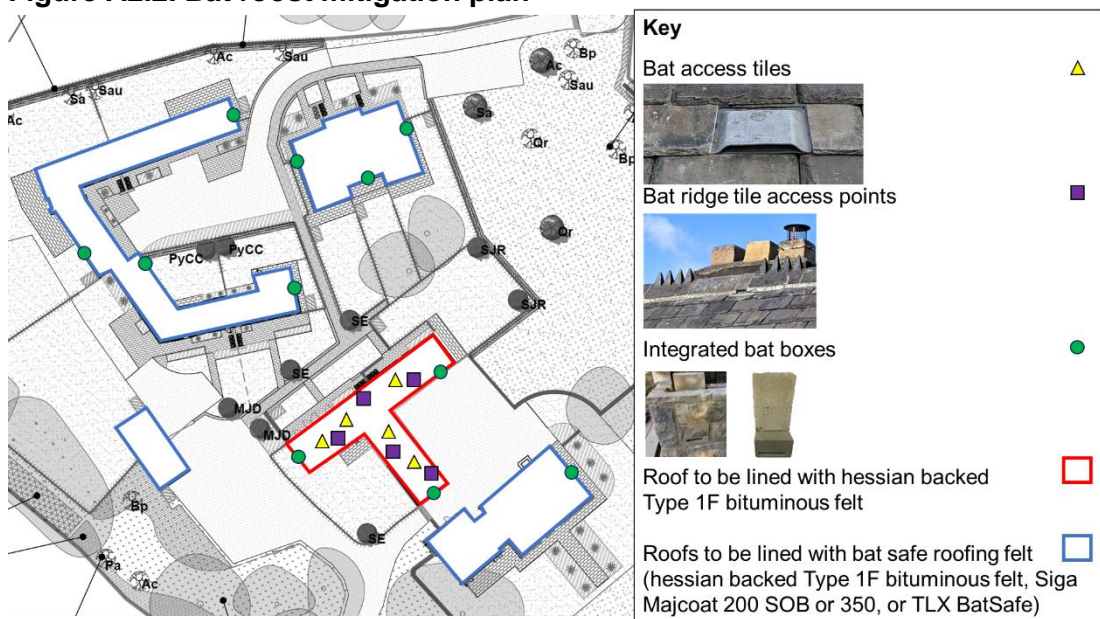 Figure A2.2: Bat roost mitigation plan
Key
Bat access tiles
Bat ridge tile access points
Integrated bat boxes
Roof to be lined with hessian backed
Type 1F bituminous felt
Roofs to be lined with bat safe roofing felt
(hessian backed Type 1F bituminous felt, Siga
Majcoat 200 SOB or 350, or TLX BatSafe)
Ac
Sau
Sa
Sau
Ac
Bp
Ac
Sau
Sa
Qr
Bp
Qr
PyCC
PyCC
SJR
SJR
SE
SE
MJD
MJD
SE
Bp
Pa
Ac